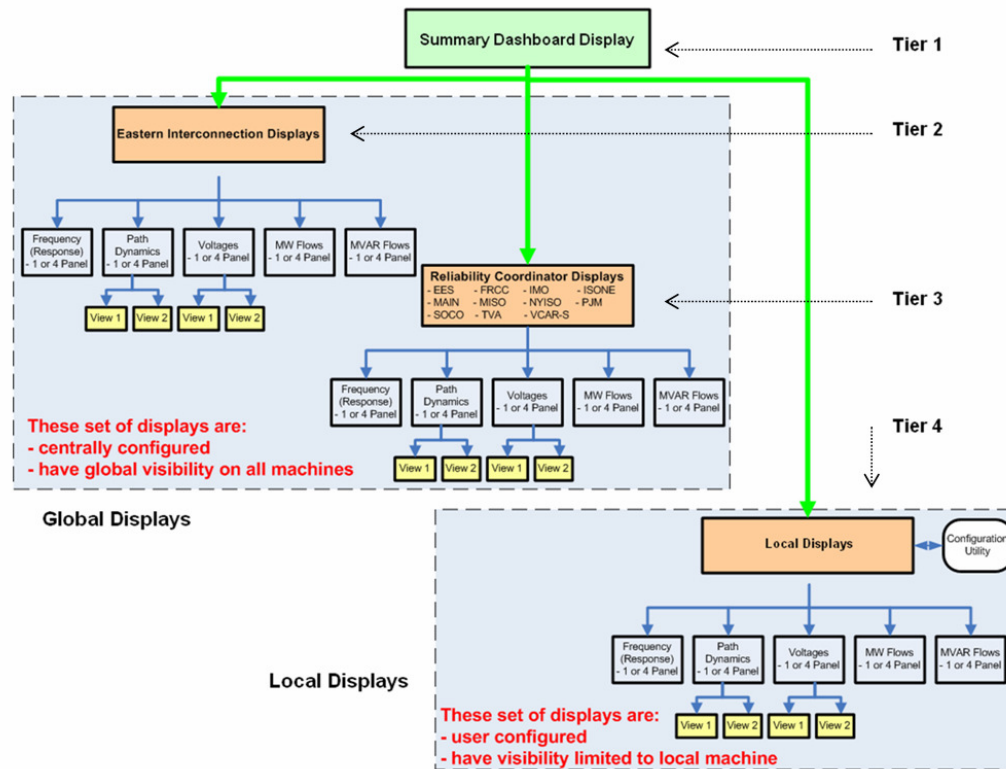 Summary Dashboard Display
Tier 1
Eastern Interconnection Displays
Tier 2
Frequency
(Response)
- 1 or 4 Panel
Path
Dynamics
- 1 or 4 Panel
Voltages
- 1 or 4 Panel
MW Flows
- 1 or 4 Panel
MVAR Flows
- 1 or 4 Panel
View 1
View 2
View 1
View 2
Reliability Coordinator Displays
- EES - FRCC - IMO - ISONE
- MAIN - MISO - NYISO - PJM
- SOCO - TVA - VCAR-S
Tier 3
Frequency
(Response)
- 1 or 4 Panel
Path
Dynamics
- 1 or 4 Panel
Voltages
- 1 or 4 Panel
MW Flows
- 1 or 4 Panel
MVAR Flows
- 1 or 4 Panel
View 1
View 2
View 1
View 2
These set of displays are:
- centrally configured
- have global visibility on all machines
Tier 4
Global Displays
Local Displays
Configuration
Utility
Frequency
(Response)
- 1 or 4 Panel
Path
Dynamics
- 1 or 4 Panel
Voltages
- 1 or 4 Panel
MW Flows
- 1 or 4 Panel
MVAR Flows
- 1 or 4 Panel
View 1
View 2
View 1
View 2
Local Displays
These set of displays are:
- user configured
- have visibility limited to local machine